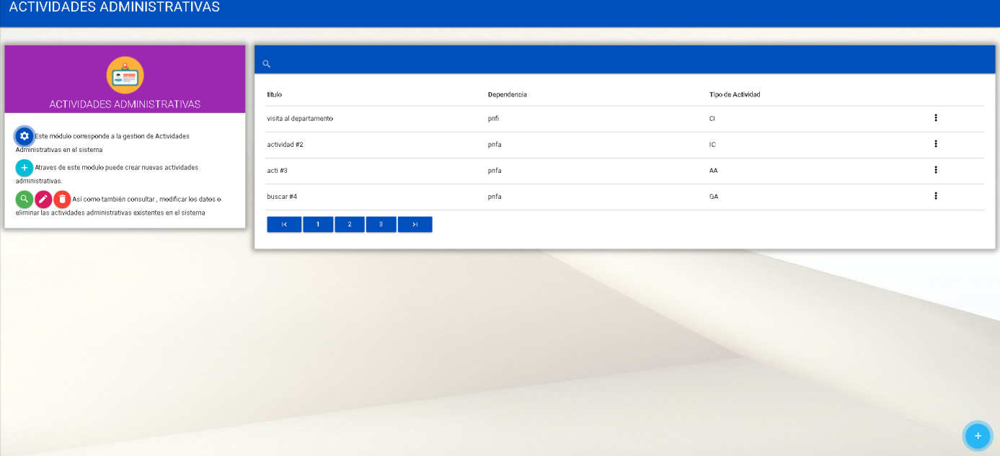 ACTIVIDADES ADMINISTRATIVAS
ACTIVIDADES ADMINISTRATIVAS
Este módulo corresponde a la gestion de Actividades
Administrativas en el sistema
Atraves de este modulo puede crear nuevas actividades
administrativas.
Así como también consultar , modificar los datos o
eliminar las actividades administrativas existentes en el sistema
titulo Dependencia Tipo de Actividad
visita al departamento pnfi CI
actividad #2 pnfa IC
acti #3 pnfa AA
buscar #4 pnfa GA
1 2 3